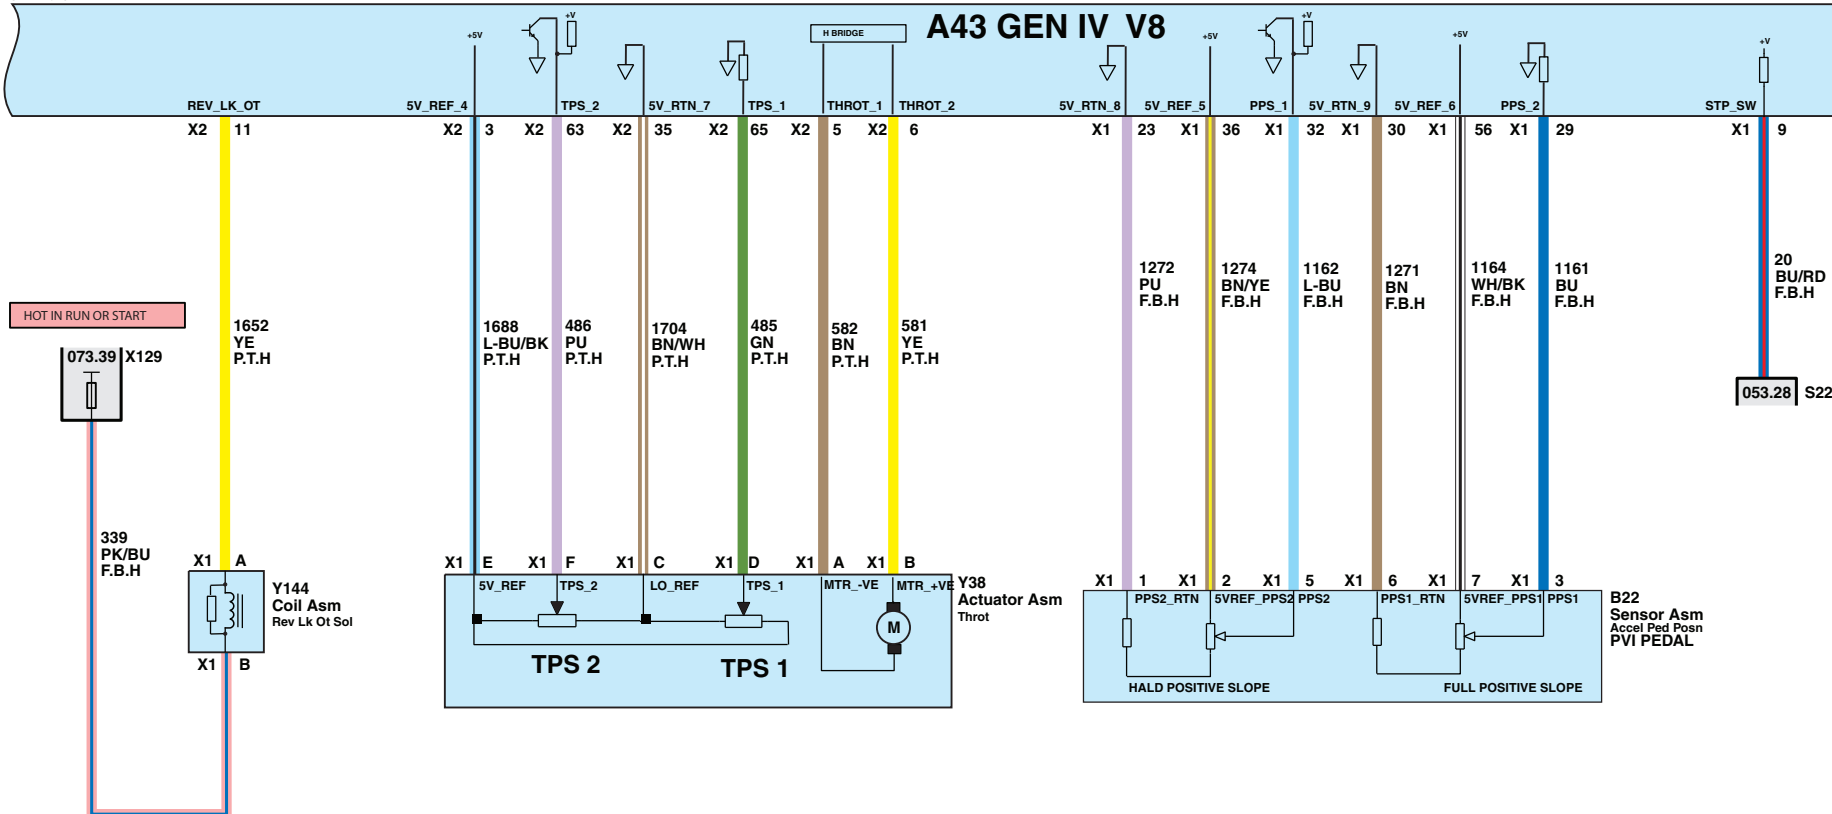 A43 GEN IV V8
+5V
+V
H BRIDGE
+5V
+V
+5V
+V
REV_LK_OT
5V_REF_4
TPS_2
5V_RTN_7
TPS_1
THROT_1
THROT_2
5V_RTN_8
5V_REF_5
PPS_1
5V_RTN_9
5V_REF_6
PPS_2
STP_SW
X2 11
X2 3
X2 63
X2 35
X2 65
X2 5
X2 6
X1 23
X1 36
X1 32
X1 30
X1 56
X1 29
X1 9
HOT IN RUN OR START
073.39 X129
1652
YE
P.T.H
1688
L-BU/BK
P.T.H
486
PU
P.T.H
1704
BN/WH
P.T.H
485
GN
P.T.H
582
BN
P.T.H
581
YE
P.T.H
1272
PU
F.B.H
1274
BN/YE
F.B.H
1162
L-BU
F.B.H
1271
BN
F.B.H
1164
WH/BK
F.B.H
1161
BU
F.B.H
20
BU/RD
F.B.H
053.28 S22
339
PK/BU
F.B.H
X1 A
Y144
Coil Asm
Rev Lk Ot Sol
X1 B
X1 E
X1 F
X1 C
X1 D
X1 A
X1 B
5V_REF
TPS_2
LO_REF
TPS_1
MTR_-VE
MTR_+VE
M
TPS 2
TPS 1
Y38
Actuator Asm
Throt
X1 1
X1 2
X1 5
X1 6
X1 7
X1 3
PPS2_RTN
5VREF_PPS2
PPS2
PPS1_RTN
5VREF_PPS1
PPS1
HALD POSITIVE SLOPE
FULL POSITIVE SLOPE
B22
Sensor Asm
Accel Ped Posn
PVI PEDAL